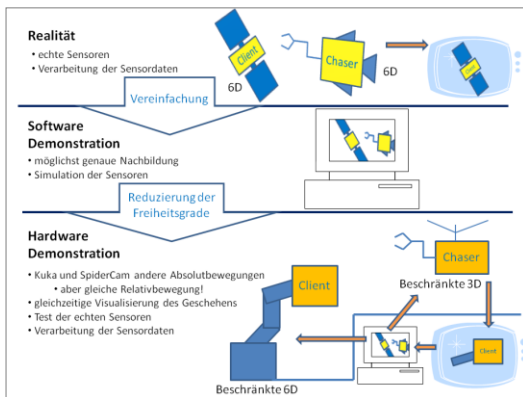 Realität
• echte Sensoren
• Verarbeitung der Sensordaten
Client
6D
Chaser
6D
Client
Vereinfachung
Software
Demonstration
• möglichst genaue Nachbildung
• Simulation der Sensoren
Reduzierung der
Freiheitsgrade
Hardware
Demonstration
• Kuka und SpiderCam andere Absolutbewegungen
• aber gleiche Relativbewegung!
• gleichzeitige Visualisierung des Geschehens
• Test der echten Sensoren
• Verarbeitung der Sensordaten
Client
Beschränkte 6D
Chaser
Beschränkte 3D
Client